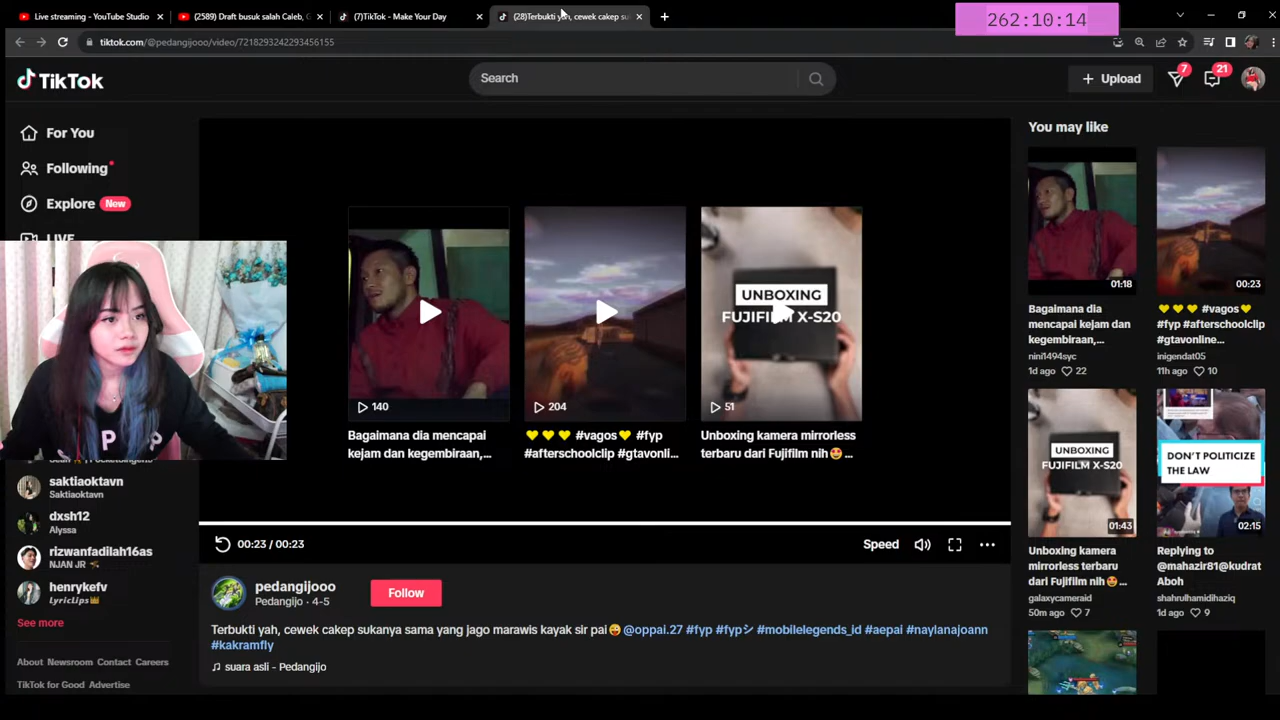 Live streaming - YouTube Studio
(2589) Draft busuk salah Caleb, G
(7)TikTok - Make Your Day
(28)Terbukti yah, cewek cakep su
262:10:14
tiktok.com/@pedangijooo/video/7218293242293456155
TikTok
Search
Upload
7
21
For You
Following
Explore New
LIVE
saktiaoktavn
Saktiaoktavn
dxsh12
Alyssa
rizwanfadilah16as
NJAN JR
henrykefv
LyricLips
See more
About Newsroom Contact Careers
TikTok for Good Advertise
UNBOXING
FUJIFILM X-S20
140
204
51
Bagaimana dia mencapai
kejam dan kegembiraan,...
💛 💛 💛 #vagos💛 #fyp
#afterschoolclip #gtavonli...
Unboxing kamera mirrorless
terbaru dari Fujifilm nih😍...
00:23 / 00:23
Speed
pedangijooo
Pedangijo · 4-5
Follow
Terbukti yah, cewek cakep sukanya sama yang jago marawis kayak sir pai😜 @oppai.27 #fyp #fypシ #mobilelegends_id #aepai #naylanajoann
#kakramfly
♫ suara asli - Pedangijo
You may like
01:18
00:23
Bagaimana dia
mencapai kejam dan
kegembiraan,...
nini1494syc
1d ago 22
💛 💛 💛 #vagos💛
#fyp #afterschoolclip
#gtavonline...
inigendat05
11h ago 10
UNBOXING
FUJIFILM X-S20
01:43
DON'T POLITICIZE
THE LAW
02:15
Unboxing kamera
mirrorless terbaru dari
Fujifilm nih😍...
galaxycameraid
50m ago 7
Replying to
@mahazir81@kudrat
Aboh
shahrulhamidihaziq
1d ago 9